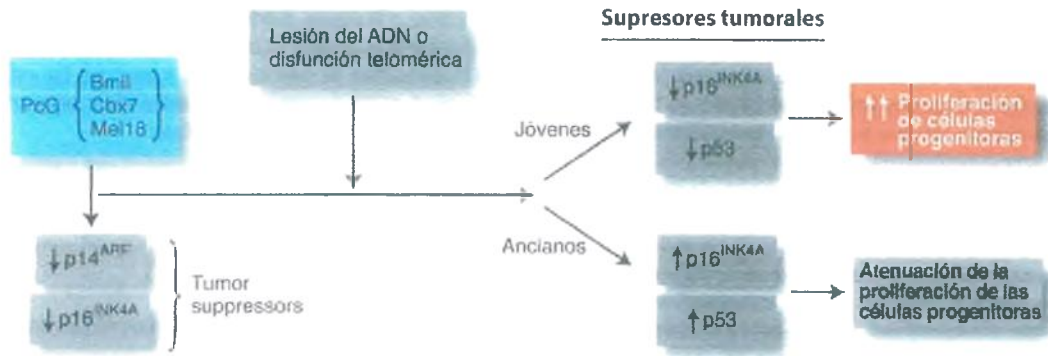 Supresores tumorales
Lesión del ADN o
disfunción telomérica
PcG { Bmil
Cbx7
Mel18 }
↓p14ARF
↓p16INK4A
Tumor
suppressors
Jóvenes
↓p16INK4A
↓p53
↑↑ Proliferación
de células
progenitoras
Ancianos
↑p16INK4A
↑p53
Atenuación de la
proliferación de las
células progenitoras